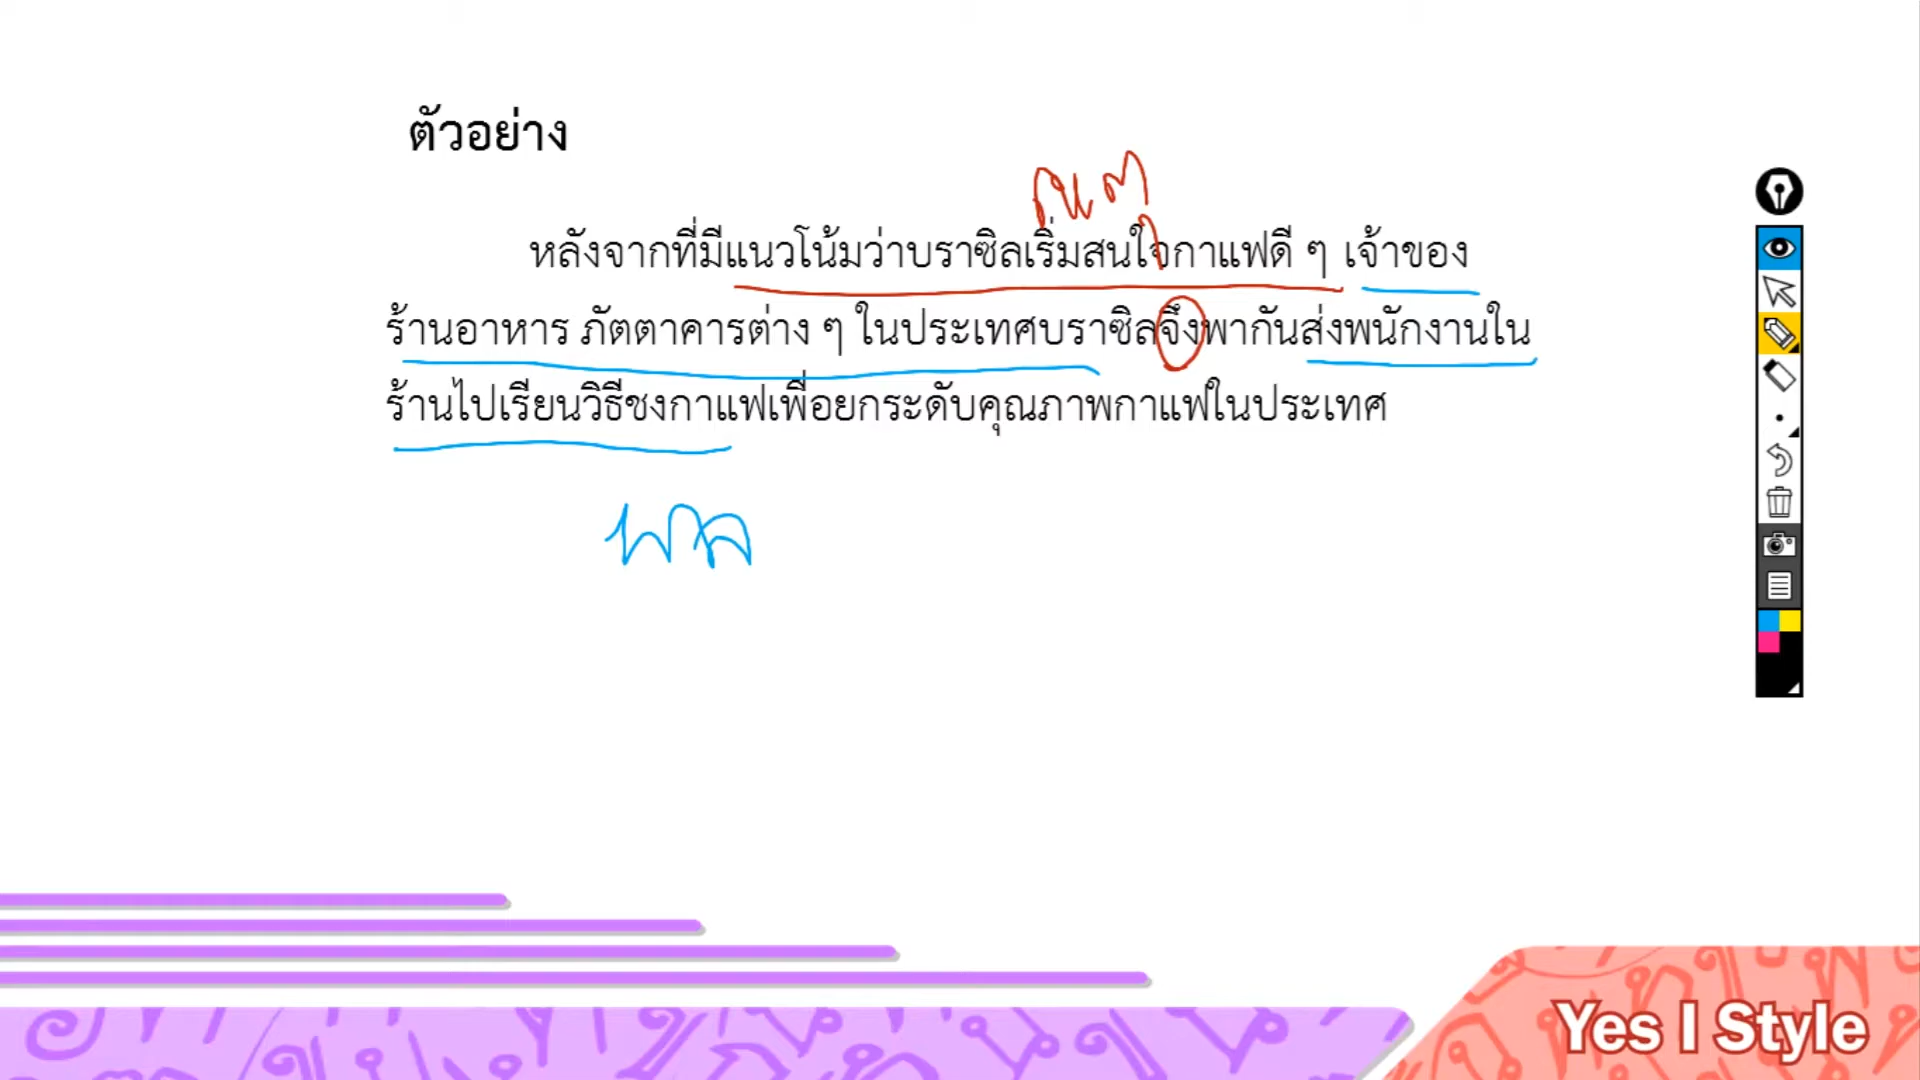 ตัวอย่าง
หลังจากที่มีแนวโน้มว่าบราซิลเริ่มสนใจกาแฟดี ๆ เจ้าของ
ร้านอาหาร ภัตตาคารต่าง ๆ ในประเทศบราซิลจึงพากันส่งพนักงานใน
ร้านไปเรียนวิธีชงกาแฟเพื่อยกระดับคุณภาพกาแฟในประเทศ
Yes I Style